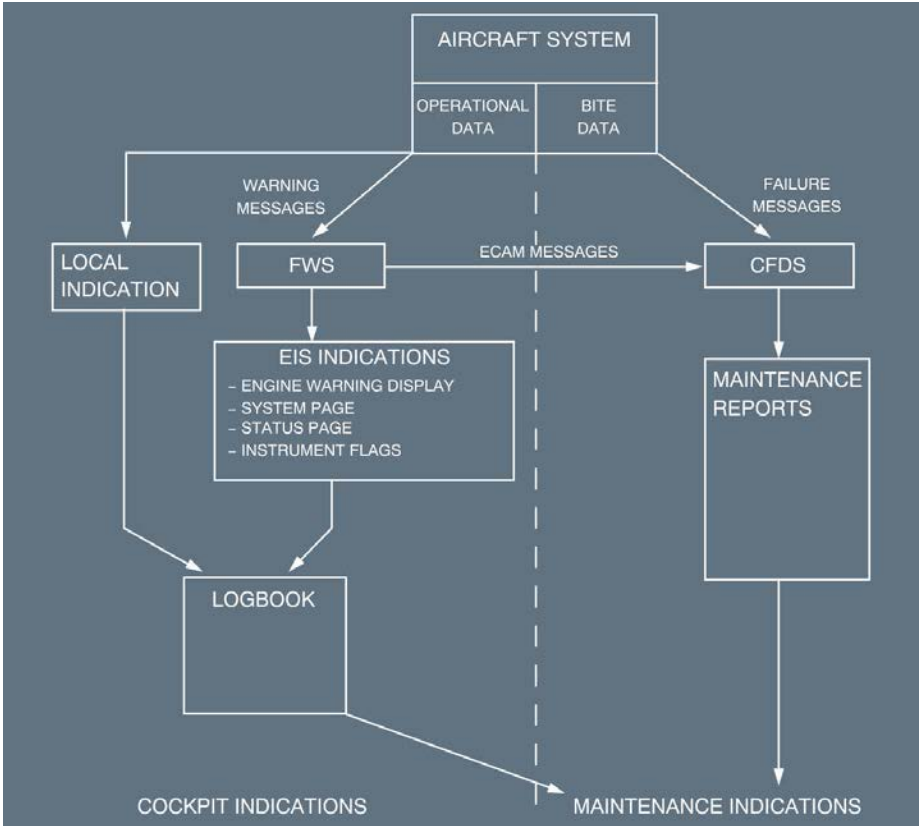 AIRCRAFT SYSTEM
OPERATIONAL
DATA
BITE
DATA
WARNING
MESSAGES
FAILURE
MESSAGES
LOCAL
INDICATION
FWS
ECAM MESSAGES
CFDS
EIS INDICATIONS
– ENGINE WARNING DISPLAY
– SYSTEM PAGE
– STATUS PAGE
– INSTRUMENT FLAGS
MAINTENANCE
REPORTS
LOGBOOK
COCKPIT INDICATIONS
MAINTENANCE INDICATIONS